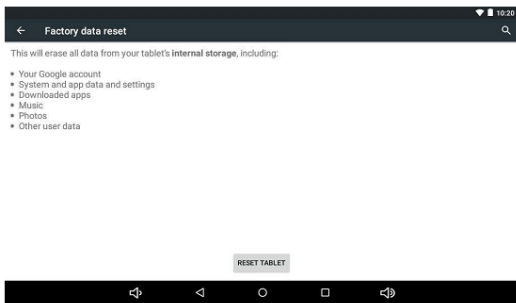 10:20
Factory data reset
This will erase all data from your tablet's internal storage, including:
• Your Google account
• System and app data and settings
• Downloaded apps
• Music
• Photos
• Other user data
RESET TABLET